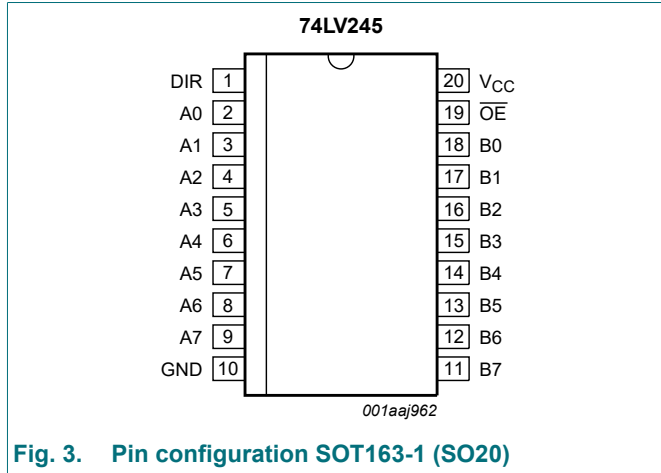 74LV245
DIR 1 20 VCC
A0 2 19 OE
A1 3 18 B0
A2 4 17 B1
A3 5 16 B2
A4 6 15 B3
A5 7 14 B4
A6 8 13 B5
A7 9 12 B6
GND 10 11 B7
001aaj962
Fig. 3. Pin configuration SOT163-1 (SO20)